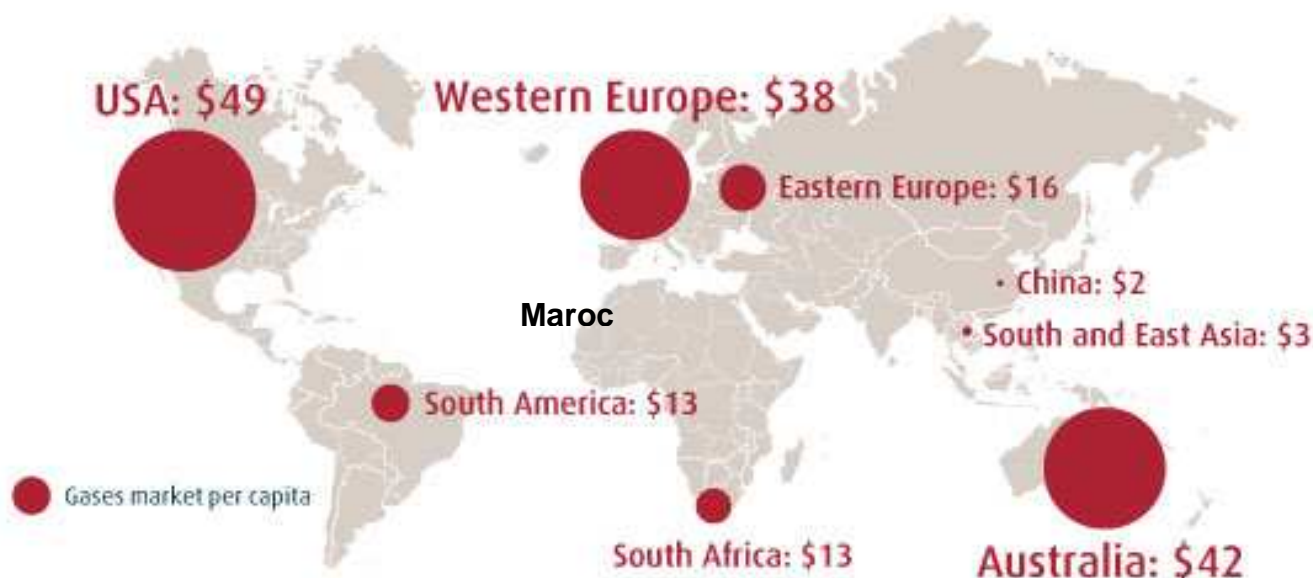 USA: $49
Western Europe: $38
Eastern Europe: $16
China: $2
Maroc
South and East Asia: $3
South America: $13
Gases market per capita
South Africa: $13
Australia: $42